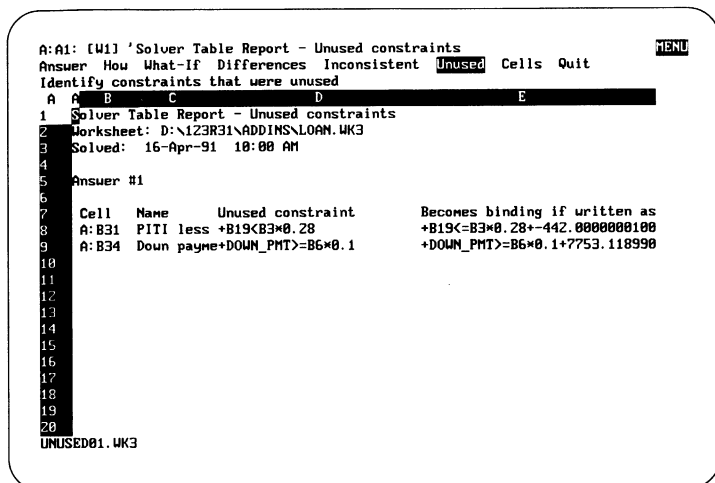 A:A1: [W1] 'Solver Table Report - Unused constraints MENU
Answer How What-If Differences Inconsistent Unused Cells Quit
Identify constraints that were unused
A A B C D E
1 Solver Table Report - Unused constraints
2 Worksheet: D:\123R31\ADDINS\LOAN.WK3
3 Solved: 16-Apr-91 10:00 AM
4
5 Answer #1
6
7 Cell Name Unused constraint Becomes binding if written as
8 A:B31 PITI less +B19<B3*0.28 +B19<=B3*0.28+-442.0000000100
9 A:B34 Down payme+DOWN_PMT>=B6*0.1 +DOWN_PMT>=B6*0.1+7753.118990
10
11
12
13
14
15
16
17
18
19
20
UNUSED01.WK3